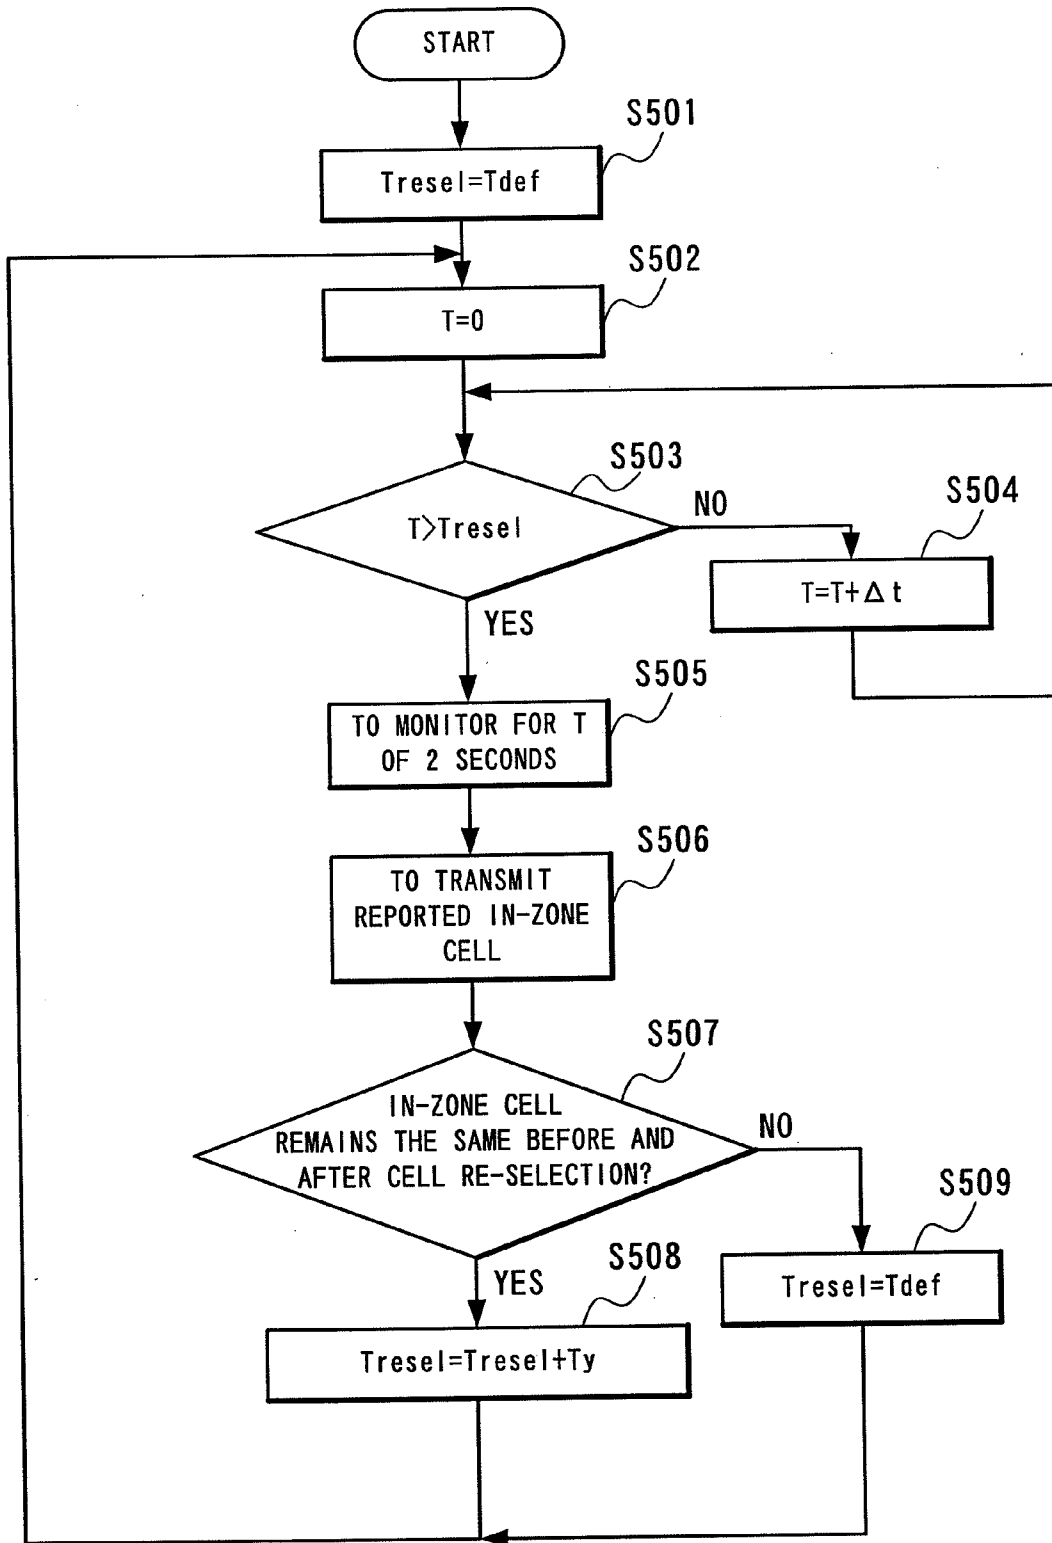 START
S501
Tresel=Tdef
S502
T=0
S503
T>Tresel
NO
S504
T=T+Δt
YES
S505
TO MONITOR FOR T
OF 2 SECONDS
S506
TO TRANSMIT
REPORTED IN-ZONE
CELL
S507
IN-ZONE CELL
REMAINS THE SAME BEFORE AND
AFTER CELL RE-SELECTION?
NO
S509
Tresel=Tdef
YES
S508
Tresel=Tresel+Ty